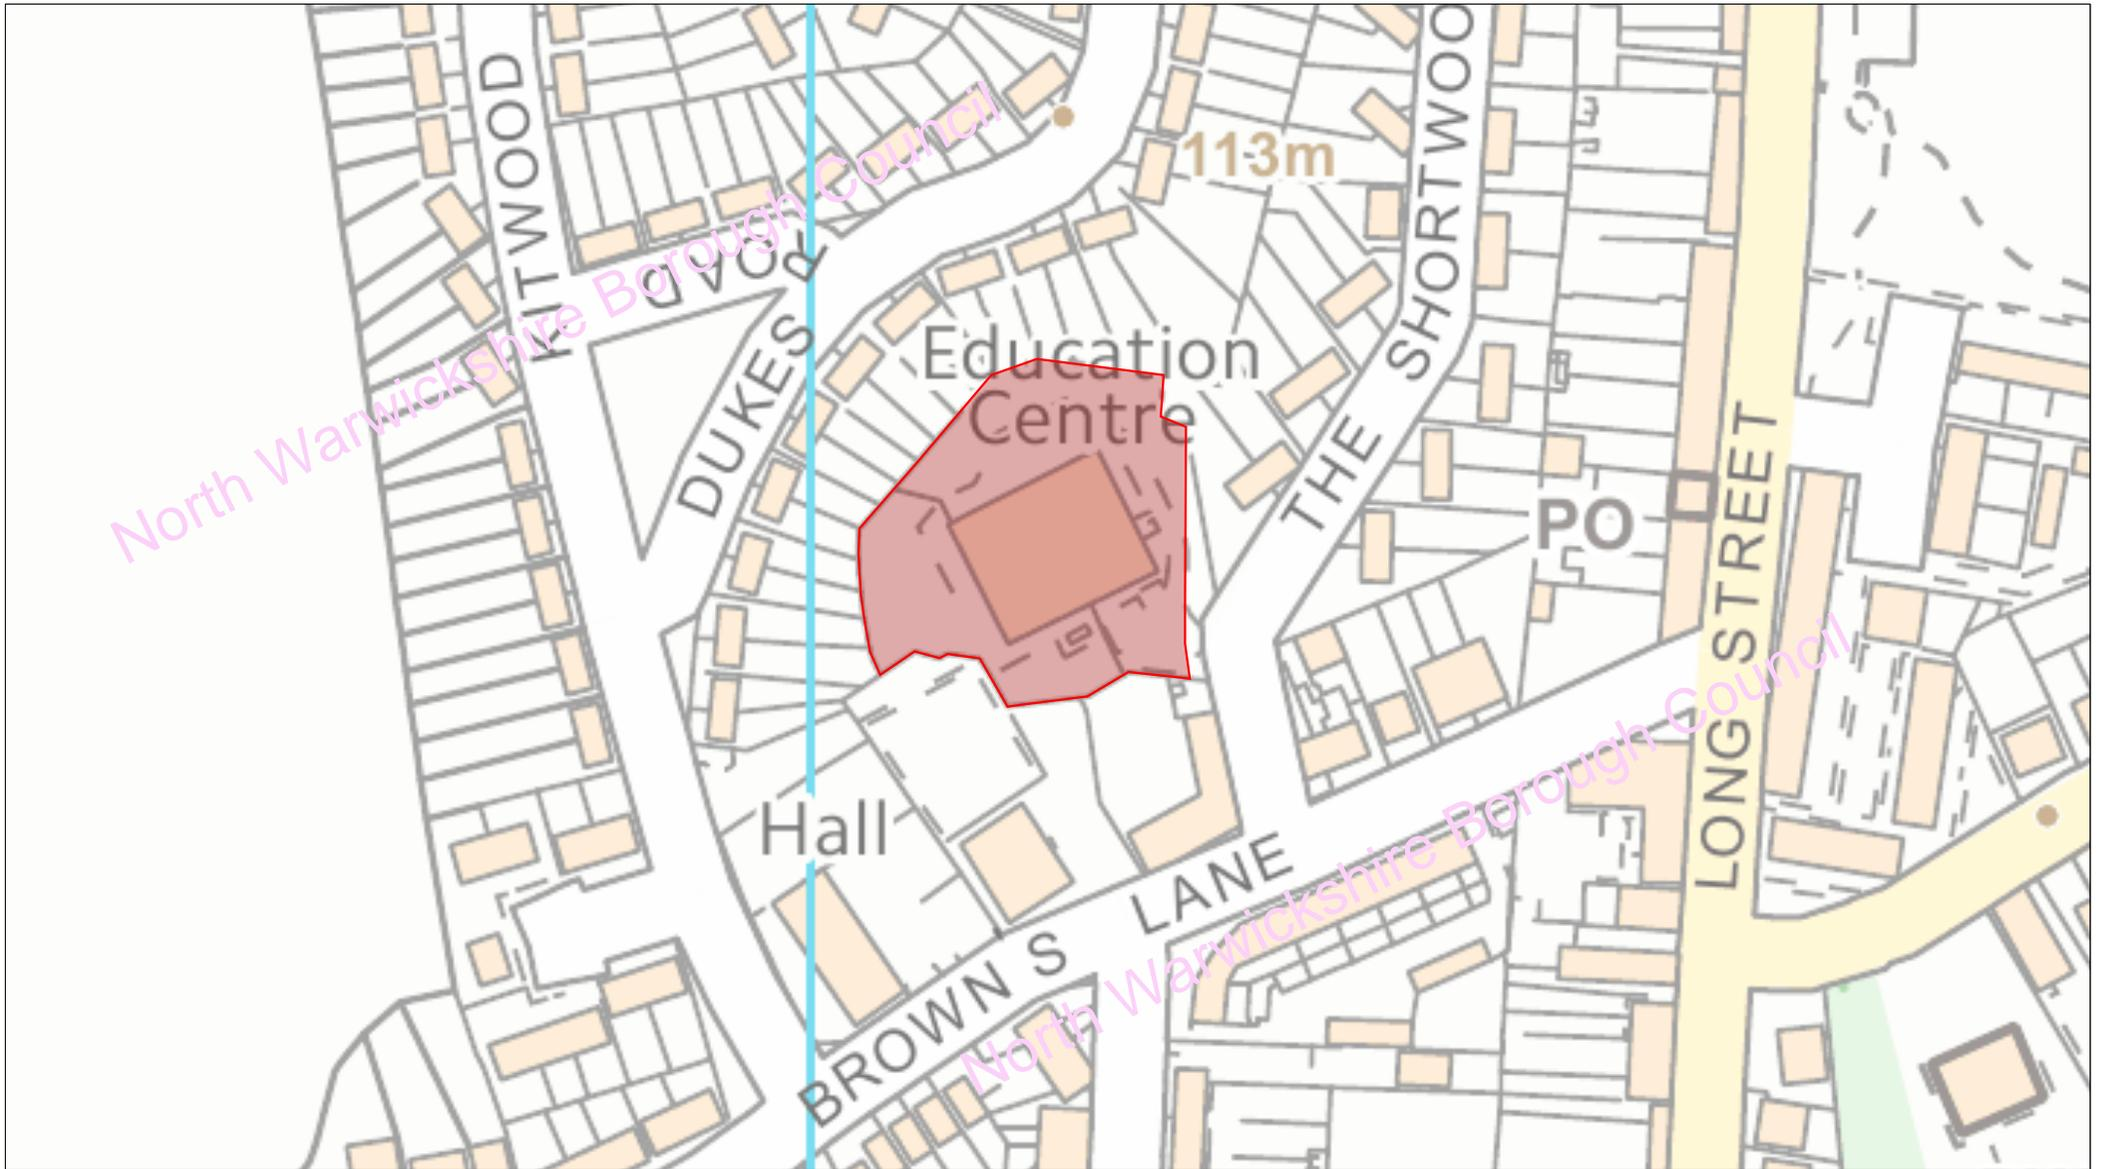 KITWOOD
ROAD
DUKES
113m
THE SHORTWOO
Education
Centre
PO
LONG STREET
Hall
BROWN S LANE
North Warwickshire Borough Council
North Warwickshire Borough Council